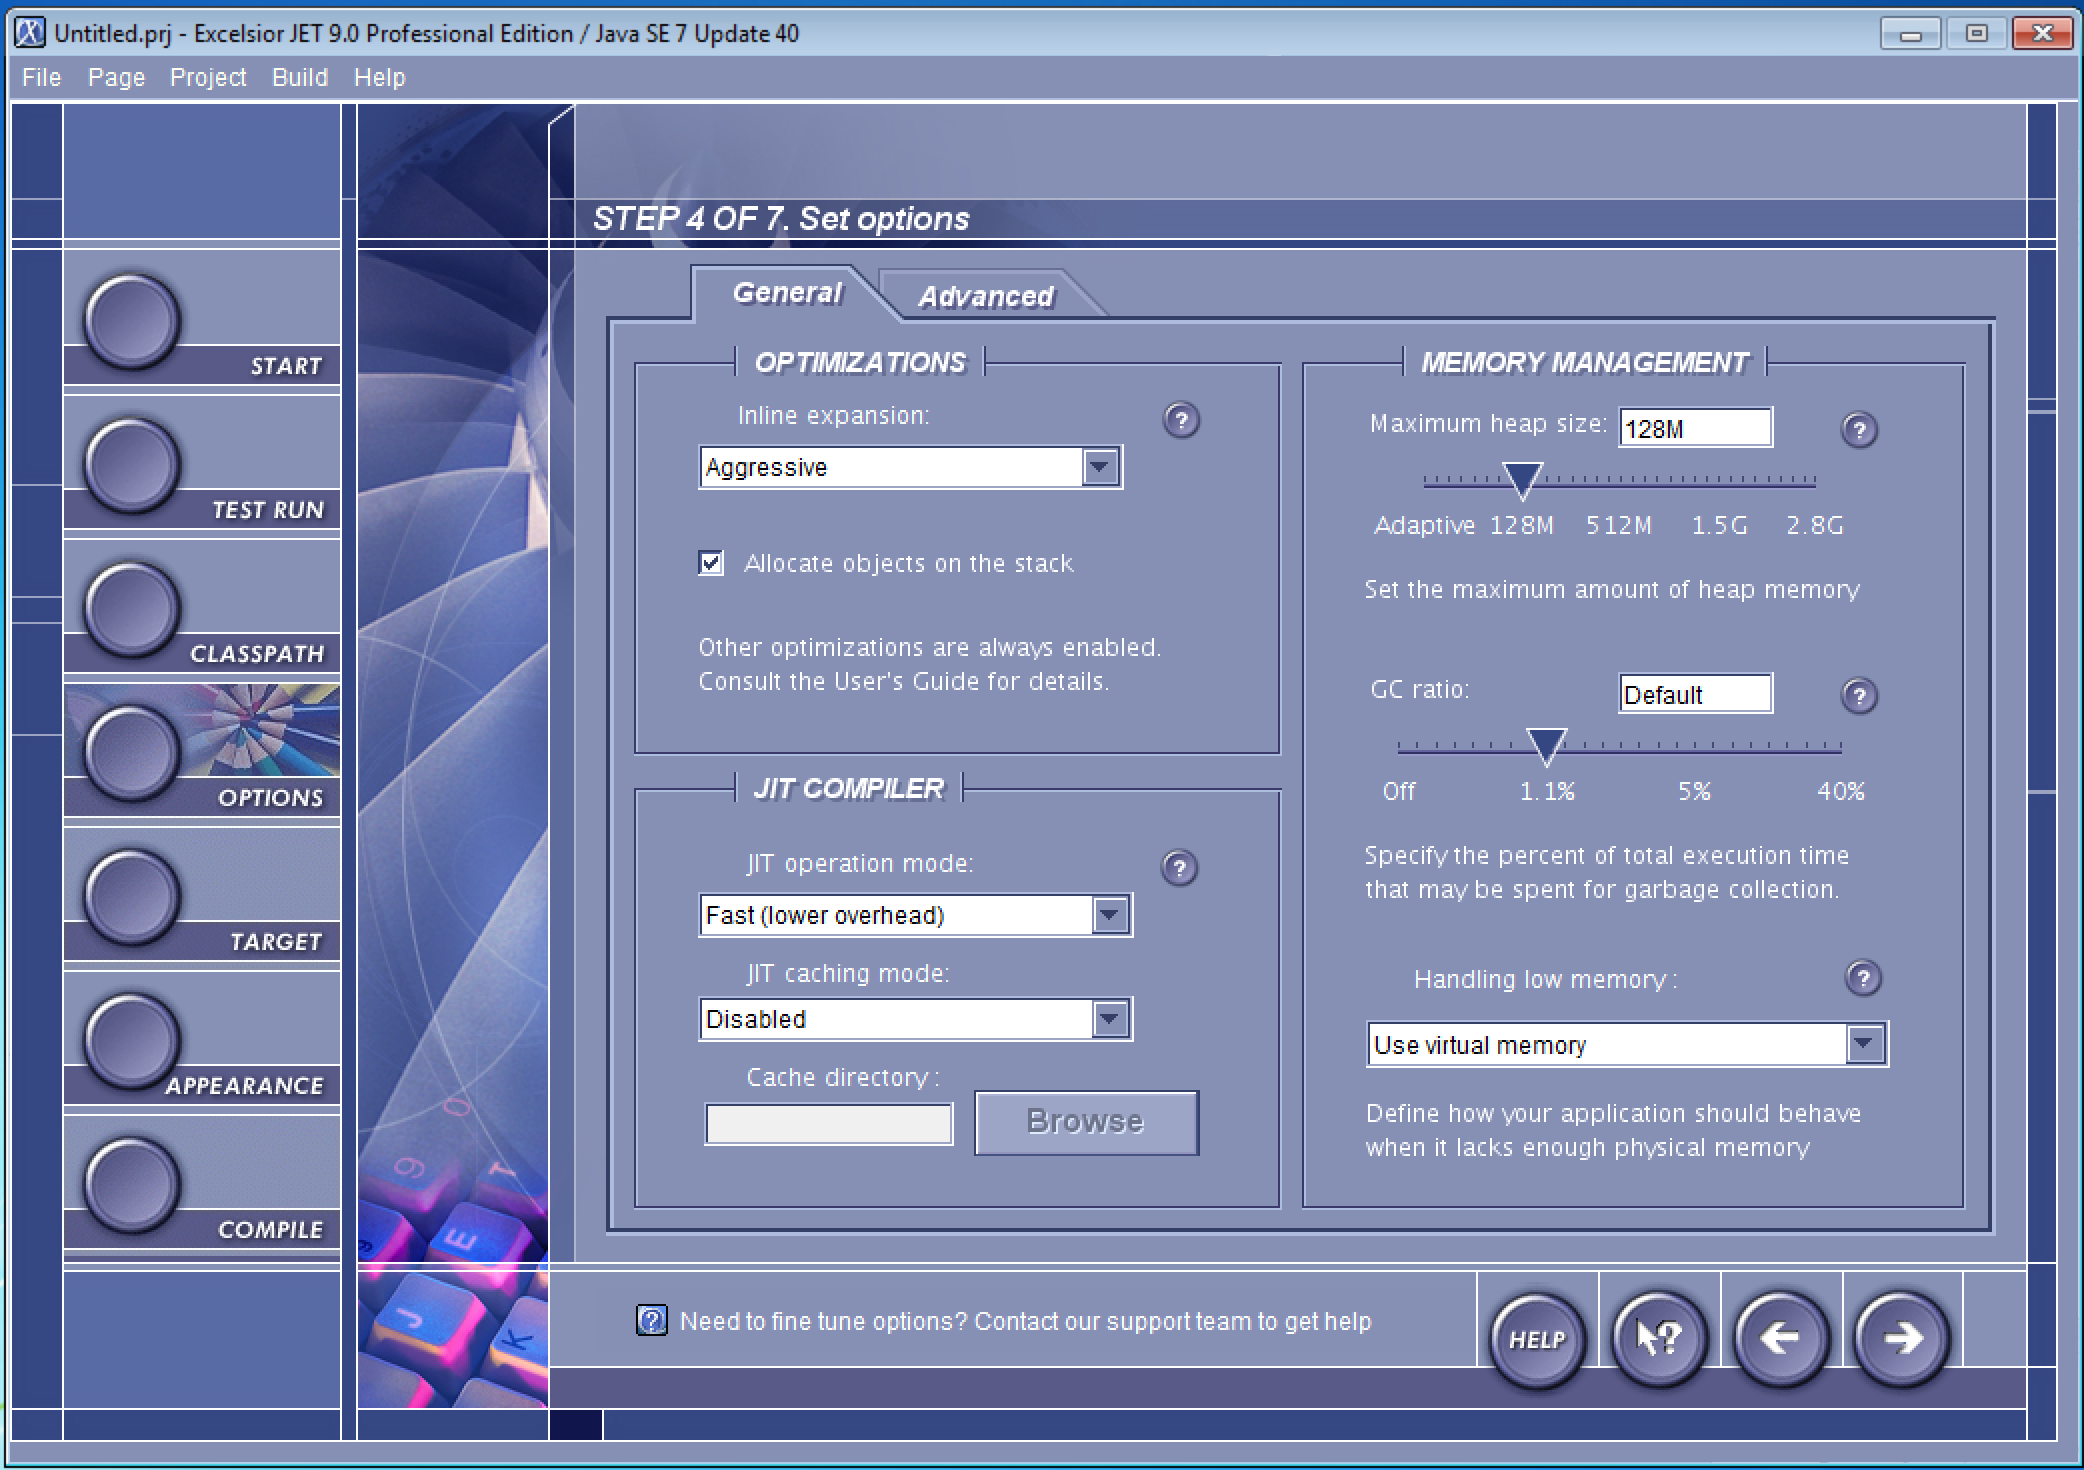 Untitled.prj - Excelsior JET 9.0 Professional Edition / Java SE 7 Update 40
File Page Project Build Help
STEP 4 OF 7. Set options
START
TEST RUN
CLASSPATH
OPTIONS
TARGET
APPEARANCE
COMPILE
General Advanced
OPTIMIZATIONS
Inline expansion:
?
Aggressive
Allocate objects on the stack
Other optimizations are always enabled.
Consult the User's Guide for details.
JIT COMPILER
JIT operation mode:
?
Fast (lower overhead)
JIT caching mode:
Disabled
Cache directory:
Browse
MEMORY MANAGEMENT
Maximum heap size: 128M ?
Adaptive 128M 512M 1.5G 2.8G
Set the maximum amount of heap memory
GC ratio: Default ?
Off 1.1% 5% 40%
Specify the percent of total execution time
that may be spent for garbage collection.
Handling low memory: ?
Use virtual memory
Define how your application should behave
when it lacks enough physical memory
? Need to fine tune options? Contact our support team to get help
HELP ?
9
E
J
K